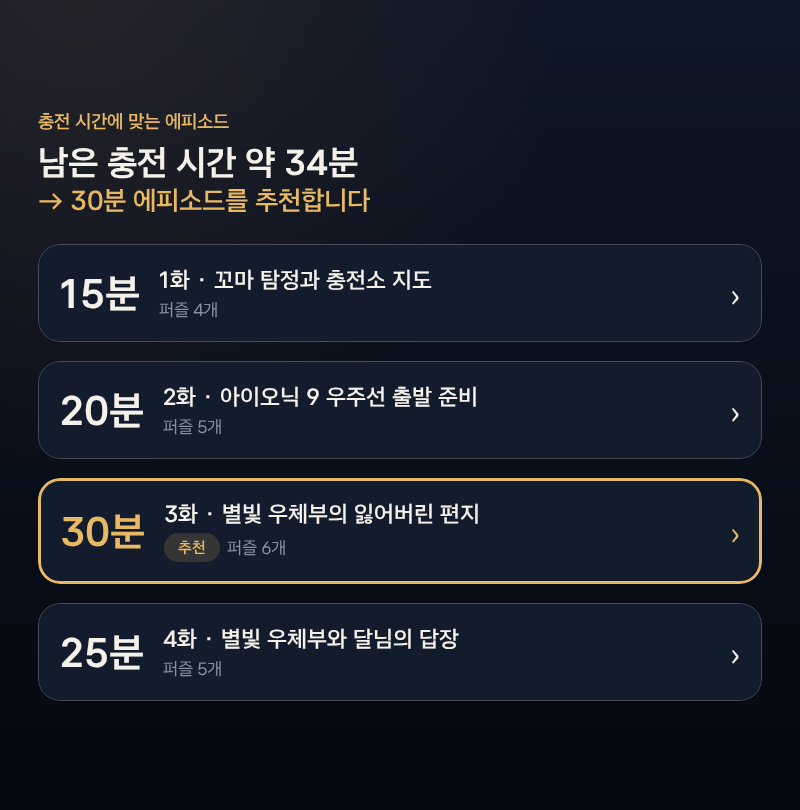 충전 시간에 맞는 에피소드
남은 충전 시간 약 34분
→ 30분 에피소드를 추천합니다
15분
1화 · 꼬마 탐정과 충전소 지도
퍼즐 4개
›
20분
2화 · 아이오닉 9 우주선 출발 준비
퍼즐 5개
›
30분
3화 · 별빛 우체부의 잃어버린 편지
추천 퍼즐 6개
›
25분
4화 · 별빛 우체부와 달님의 답장
퍼즐 5개
›